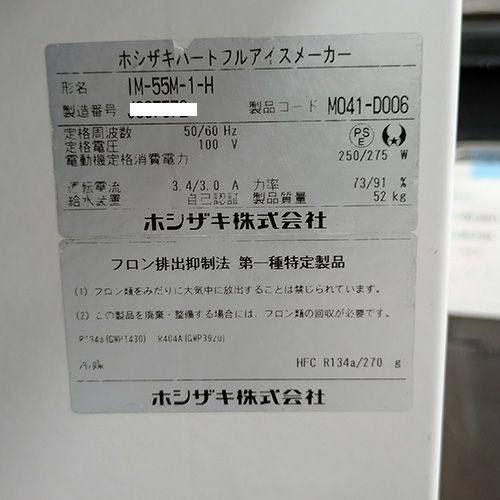 ホシザキハートフルアイスメーカー
形名 IM-55M-1-H
製造番号 製品コード M041-D006
定格周波数 50/60 Hz
定格電圧 100 V
PSE
電動機定格消費電力 250/275 W
運転電流 3.4/3.0 A 力率 73/91 %
給水装置 自己認証 製品質量 52 kg
ホシザキ株式会社
フロン排出抑制法 第一種特定製品
(1) フロン類をみだりに大気中に放出することは禁じられています。
(2) この製品を廃棄・整備する場合には、フロン類の回収が必要です。
R134a(GWP1430) R404A(GWP3920)
冷媒 HFC R134a/270 g
ホシザキ株式会社